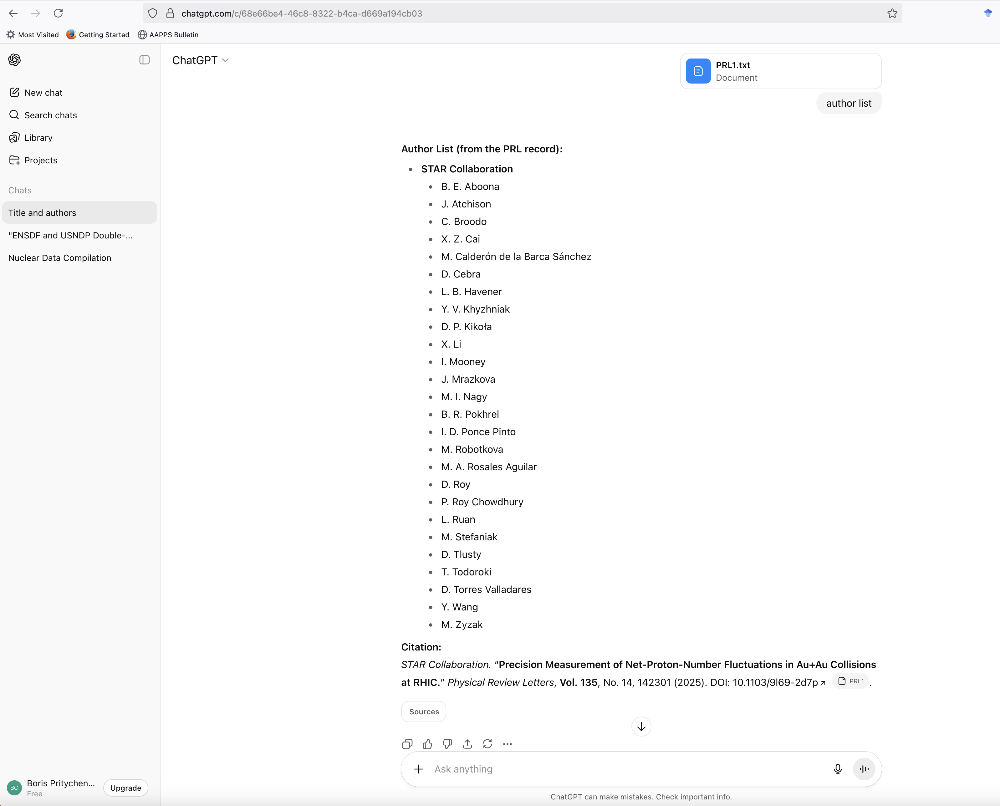 chatgpt.com/c/68e66be4-46c8-8322-b4ca-d669a194cb03
Most Visited
Getting Started
AAPPS Bulletin
New chat
Search chats
Library
Projects
Chats
Title and authors
"ENSDF and USNDP Double-...
Nuclear Data Compilation
BO
Boris Pritychen...
Free
Upgrade
ChatGPT
PRL1.txt
Document
author list
Author List (from the PRL record):
STAR Collaboration
B. E. Aboona
J. Atchison
C. Broodo
X. Z. Cai
M. Calderón de la Barca Sánchez
D. Cebra
L. B. Havener
Y. V. Khyzhniak
D. P. Kikoła
X. Li
I. Mooney
J. Mrazkova
M. I. Nagy
B. R. Pokhrel
I. D. Ponce Pinto
M. Robotkova
M. A. Rosales Aguilar
D. Roy
P. Roy Chowdhury
L. Ruan
M. Stefaniak
D. Tlusty
T. Todoroki
D. Torres Valladares
Y. Wang
M. Zyzak
Citation:
STAR Collaboration. “Precision Measurement of Net-Proton-Number Fluctuations in Au+Au Collisions
at RHIC.” Physical Review Letters, Vol. 135, No. 14, 142301 (2025). DOI: 10.1103/9l69-2d7p PRL1 .
Sources
Ask anything
ChatGPT can make mistakes. Check important info.